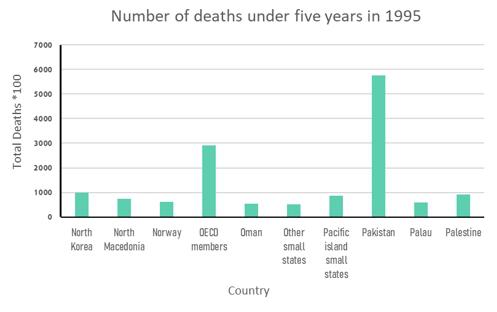 Number of deaths under five years in 1995
Total Deaths *100
7000
6000
5000
4000
3000
2000
1000
0
North
Korea
North
Macedonia
Norway
OECD
members
Oman
Other
small
states
Pacific
island
small
states
Pakistan
Palau
Palestine
Country